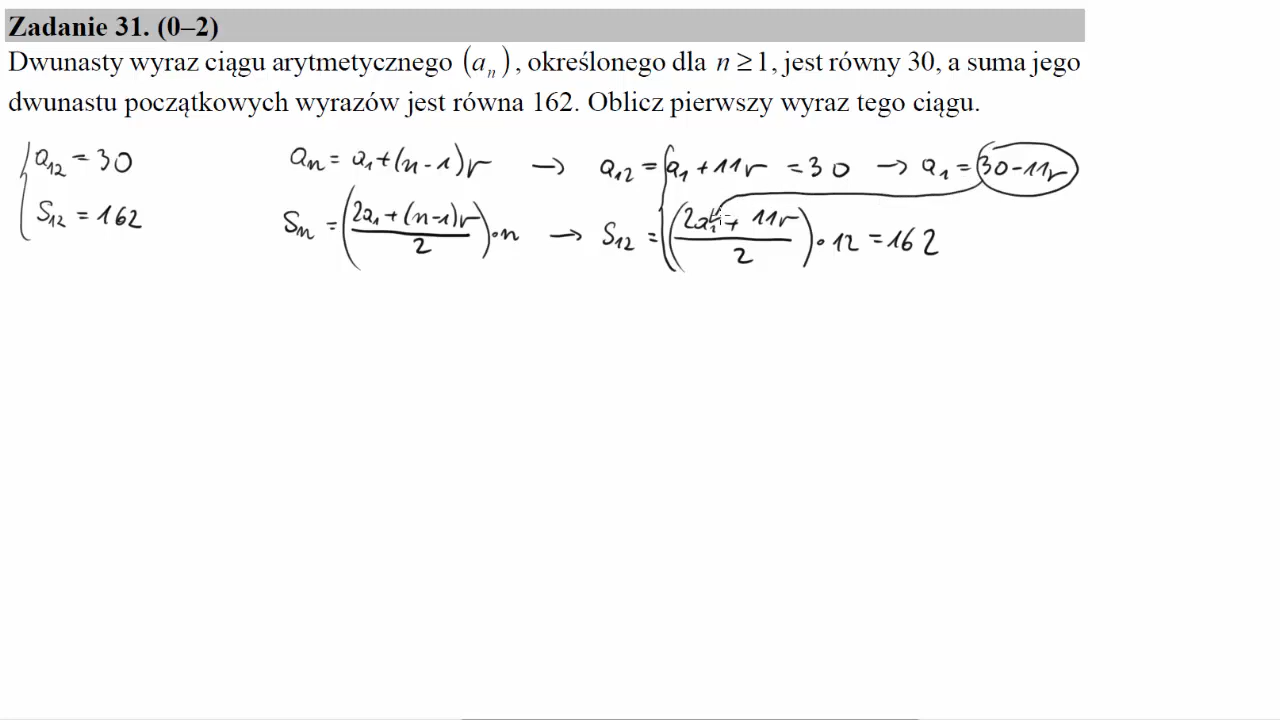 Zadanie 31. (0–2)
Dwunasty wyraz ciągu arytmetycznego (aₙ), określonego dla n ≥ 1, jest równy 30, a suma jego
dwunastu początkowych wyrazów jest równa 162. Oblicz pierwszy wyraz tego ciągu.
a₁₂ = 30   aₙ = a₁ + (n - 1)r → a₁₂ = a₁ + 11r = 30 → a₁ = 30 - 11r
S₁₂ = 162   Sₙ = ((2a₁ + (n-1)r)/2) · n → S₁₂ = ((2a₁ + 11r)/2) · 12 = 162